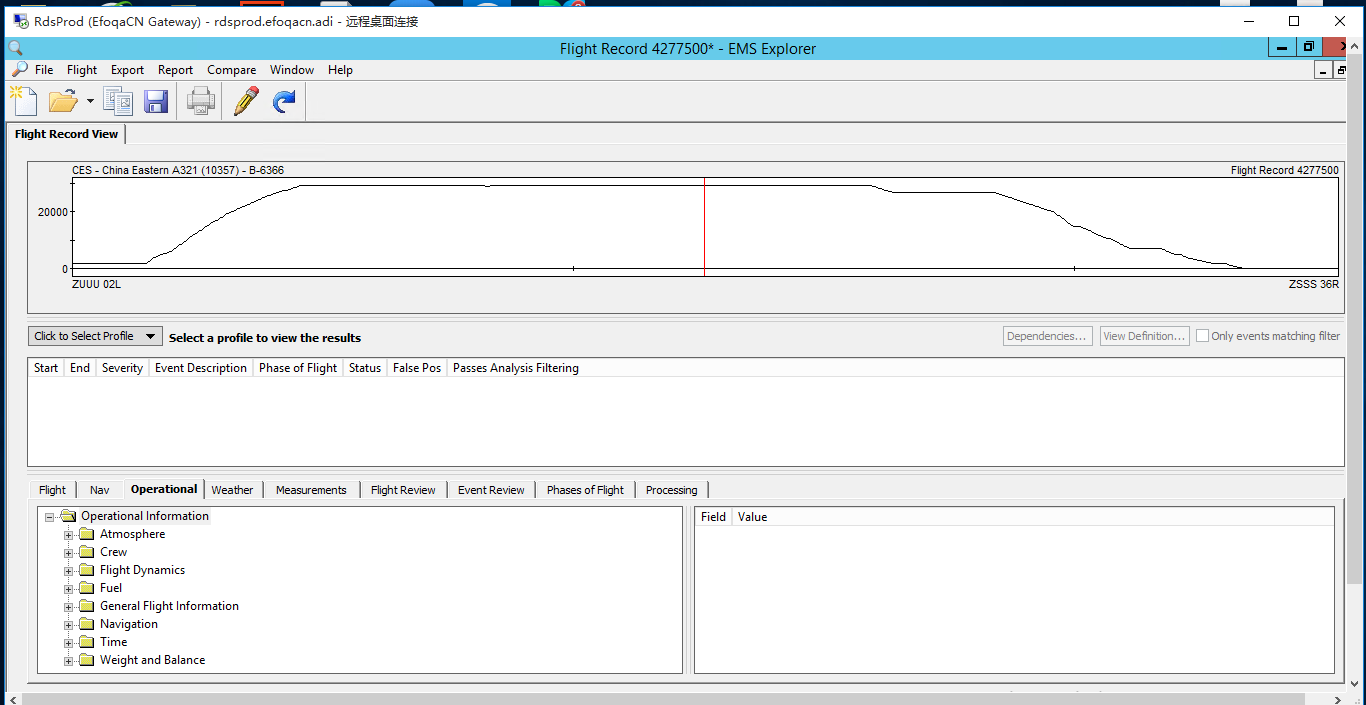 RdsProd (EfoqaCN Gateway) - rdsprod.efoqacn.adi - 远程桌面连接
Flight Record 4277500* - EMS Explorer
File Flight Export Report Compare Window Help
Flight Record View
CES - China Eastern A321 (10357) - B-6366 Flight Record 4277500
20000
0
ZUUU 02L ZSSS 36R
Click to Select Profile Select a profile to view the results Dependencies... View Definition... Only events matching filter
Start End Severity Event Description Phase of Flight Status False Pos Passes Analysis Filtering
Flight Nav Operational Weather Measurements Flight Review Event Review Phases of Flight Processing
Operational Information Field Value
Atmosphere
Crew
Flight Dynamics
Fuel
General Flight Information
Navigation
Time
Weight and Balance